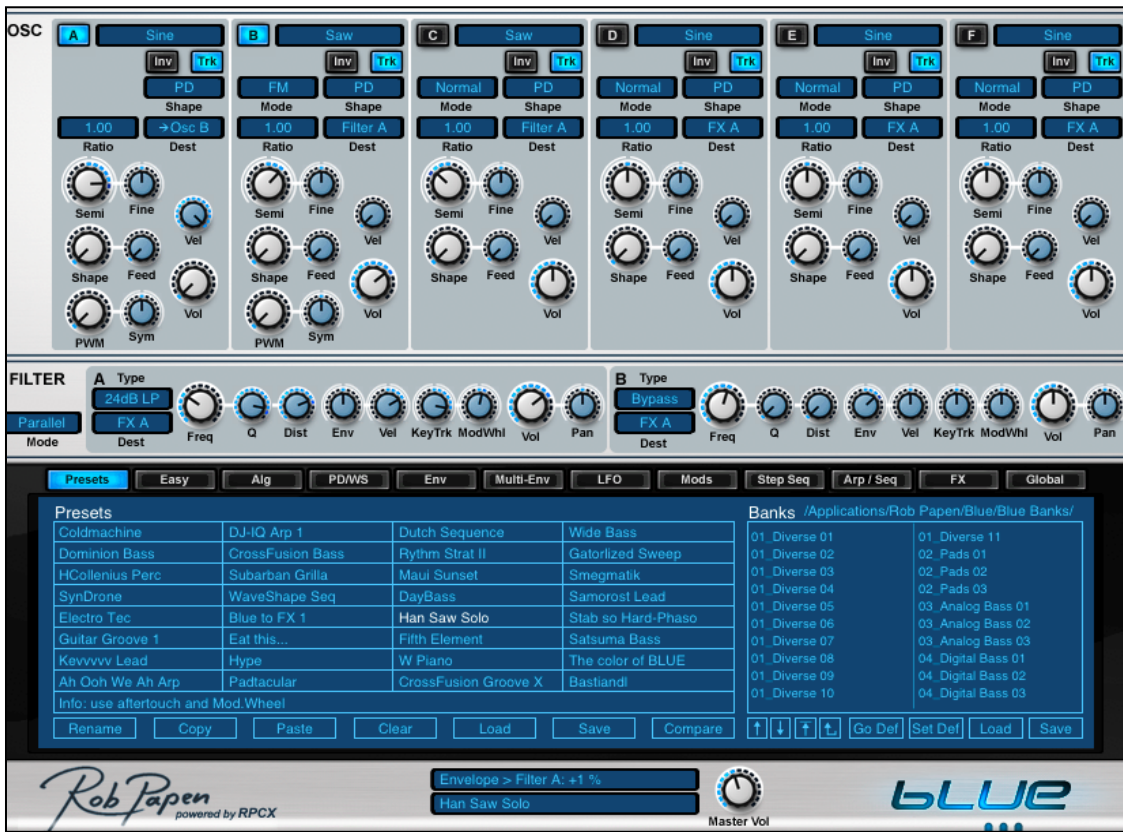 OSC A Sine B Saw C Saw D Sine E Sine F Sine
Inv Trk Inv Trk Inv Trk Inv Trk Inv Trk Inv Trk
PD FM PD Normal PD Normal PD Normal PD Normal PD
Shape Mode Shape Mode Shape Mode Shape Mode Shape Mode Shape
1.00 →Osc B 1.00 Filter A 1.00 Filter A 1.00 FX A 1.00 FX A 1.00 FX A
Ratio Dest Ratio Dest Ratio Dest Ratio Dest Ratio Dest Ratio Dest
Semi Fine Semi Fine Semi Fine Semi Fine Semi Fine Semi Fine
Vel Vel Vel Vel Vel Vel
Shape Feed Shape Feed Shape Feed Shape Feed Shape Feed Shape Feed
Vol Vol Vol Vol Vol Vol
PWM Sym PWM Sym
FILTER A Type B Type
24dB LP Bypass
Parallel FX A FX A
Mode Dest Freq Q Dist Env Vel KeyTrk ModWhl Vol Pan Dest Freq Q Dist Env Vel KeyTrk ModWhl Vol Pan
Presets Easy Alg PD/WS Env Multi-Env LFO Mods Step Seq Arp / Seq FX Global
Presets
Coldmachine DJ-IQ Arp 1 Dutch Sequence Wide Bass
Dominion Bass CrossFusion Bass Rythm Strat II Gatorlized Sweep
HCollenius Perc Subarban Grilla Maui Sunset Smegmatik
SynDrone WaveShape Seq DayBass Samorost Lead
Electro Tec Blue to FX 1 Han Saw Solo Stab so Hard-Phaso
Guitar Groove 1 Eat this... Fifth Element Satsuma Bass
Kevvvvv Lead Hype W Piano The color of BLUE
Ah Ooh We Ah Arp Padtacular CrossFusion Groove X Bastiandl
Info: use aftertouch and Mod.Wheel
Rename Copy Paste Clear Load Save Compare
Banks /Applications/Rob Papen/Blue/Blue Banks/
01_Diverse 01 01_Diverse 11
01_Diverse 02 02_Pads 01
01_Diverse 03 02_Pads 02
01_Diverse 04 02_Pads 03
01_Diverse 05 03_Analog Bass 01
01_Diverse 06 03_Analog Bass 02
01_Diverse 07 03_Analog Bass 03
01_Diverse 08 04_Digital Bass 01
01_Diverse 09 04_Digital Bass 02
01_Diverse 10 04_Digital Bass 03
Go Def Set Def Load Save
Rob Papen
powered by RPCX
Envelope > Filter A: +1 %
Han Saw Solo
Master Vol
BLUE